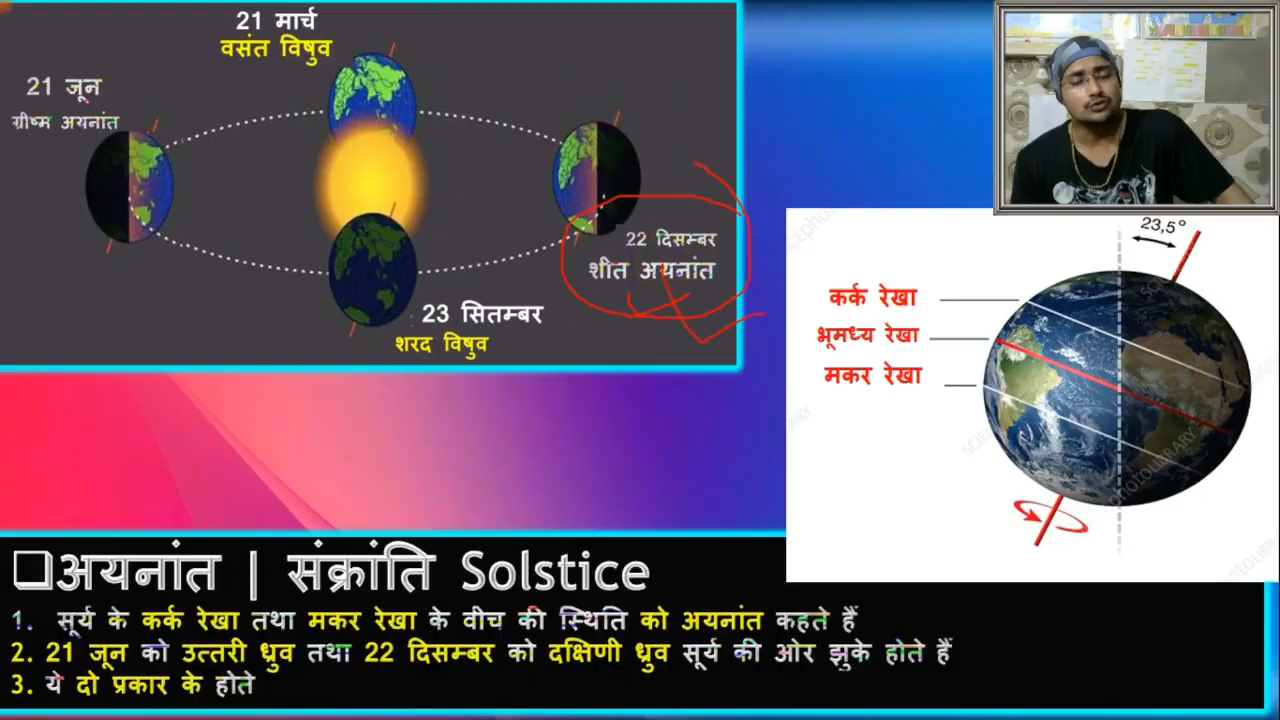 21 मार्च
वसंत विषुव
21 जून
ग्रीष्म अयनांत
22 दिसम्बर
शीत अयनांत
23 सितम्बर
शरद विषुव
23,5°
कर्क रेखा
भूमध्य रेखा
मकर रेखा
अयनांत | संक्रांति Solstice
1. सूर्य के कर्क रेखा तथा मकर रेखा के वीच की स्थिति को अयनांत कहते हैं
2. 21 जून को उत्तरी ध्रुव तथा 22 दिसम्बर को दक्षिणी ध्रुव सूर्य की ओर झुके होते हैं
3. ये दो प्रकार के होते